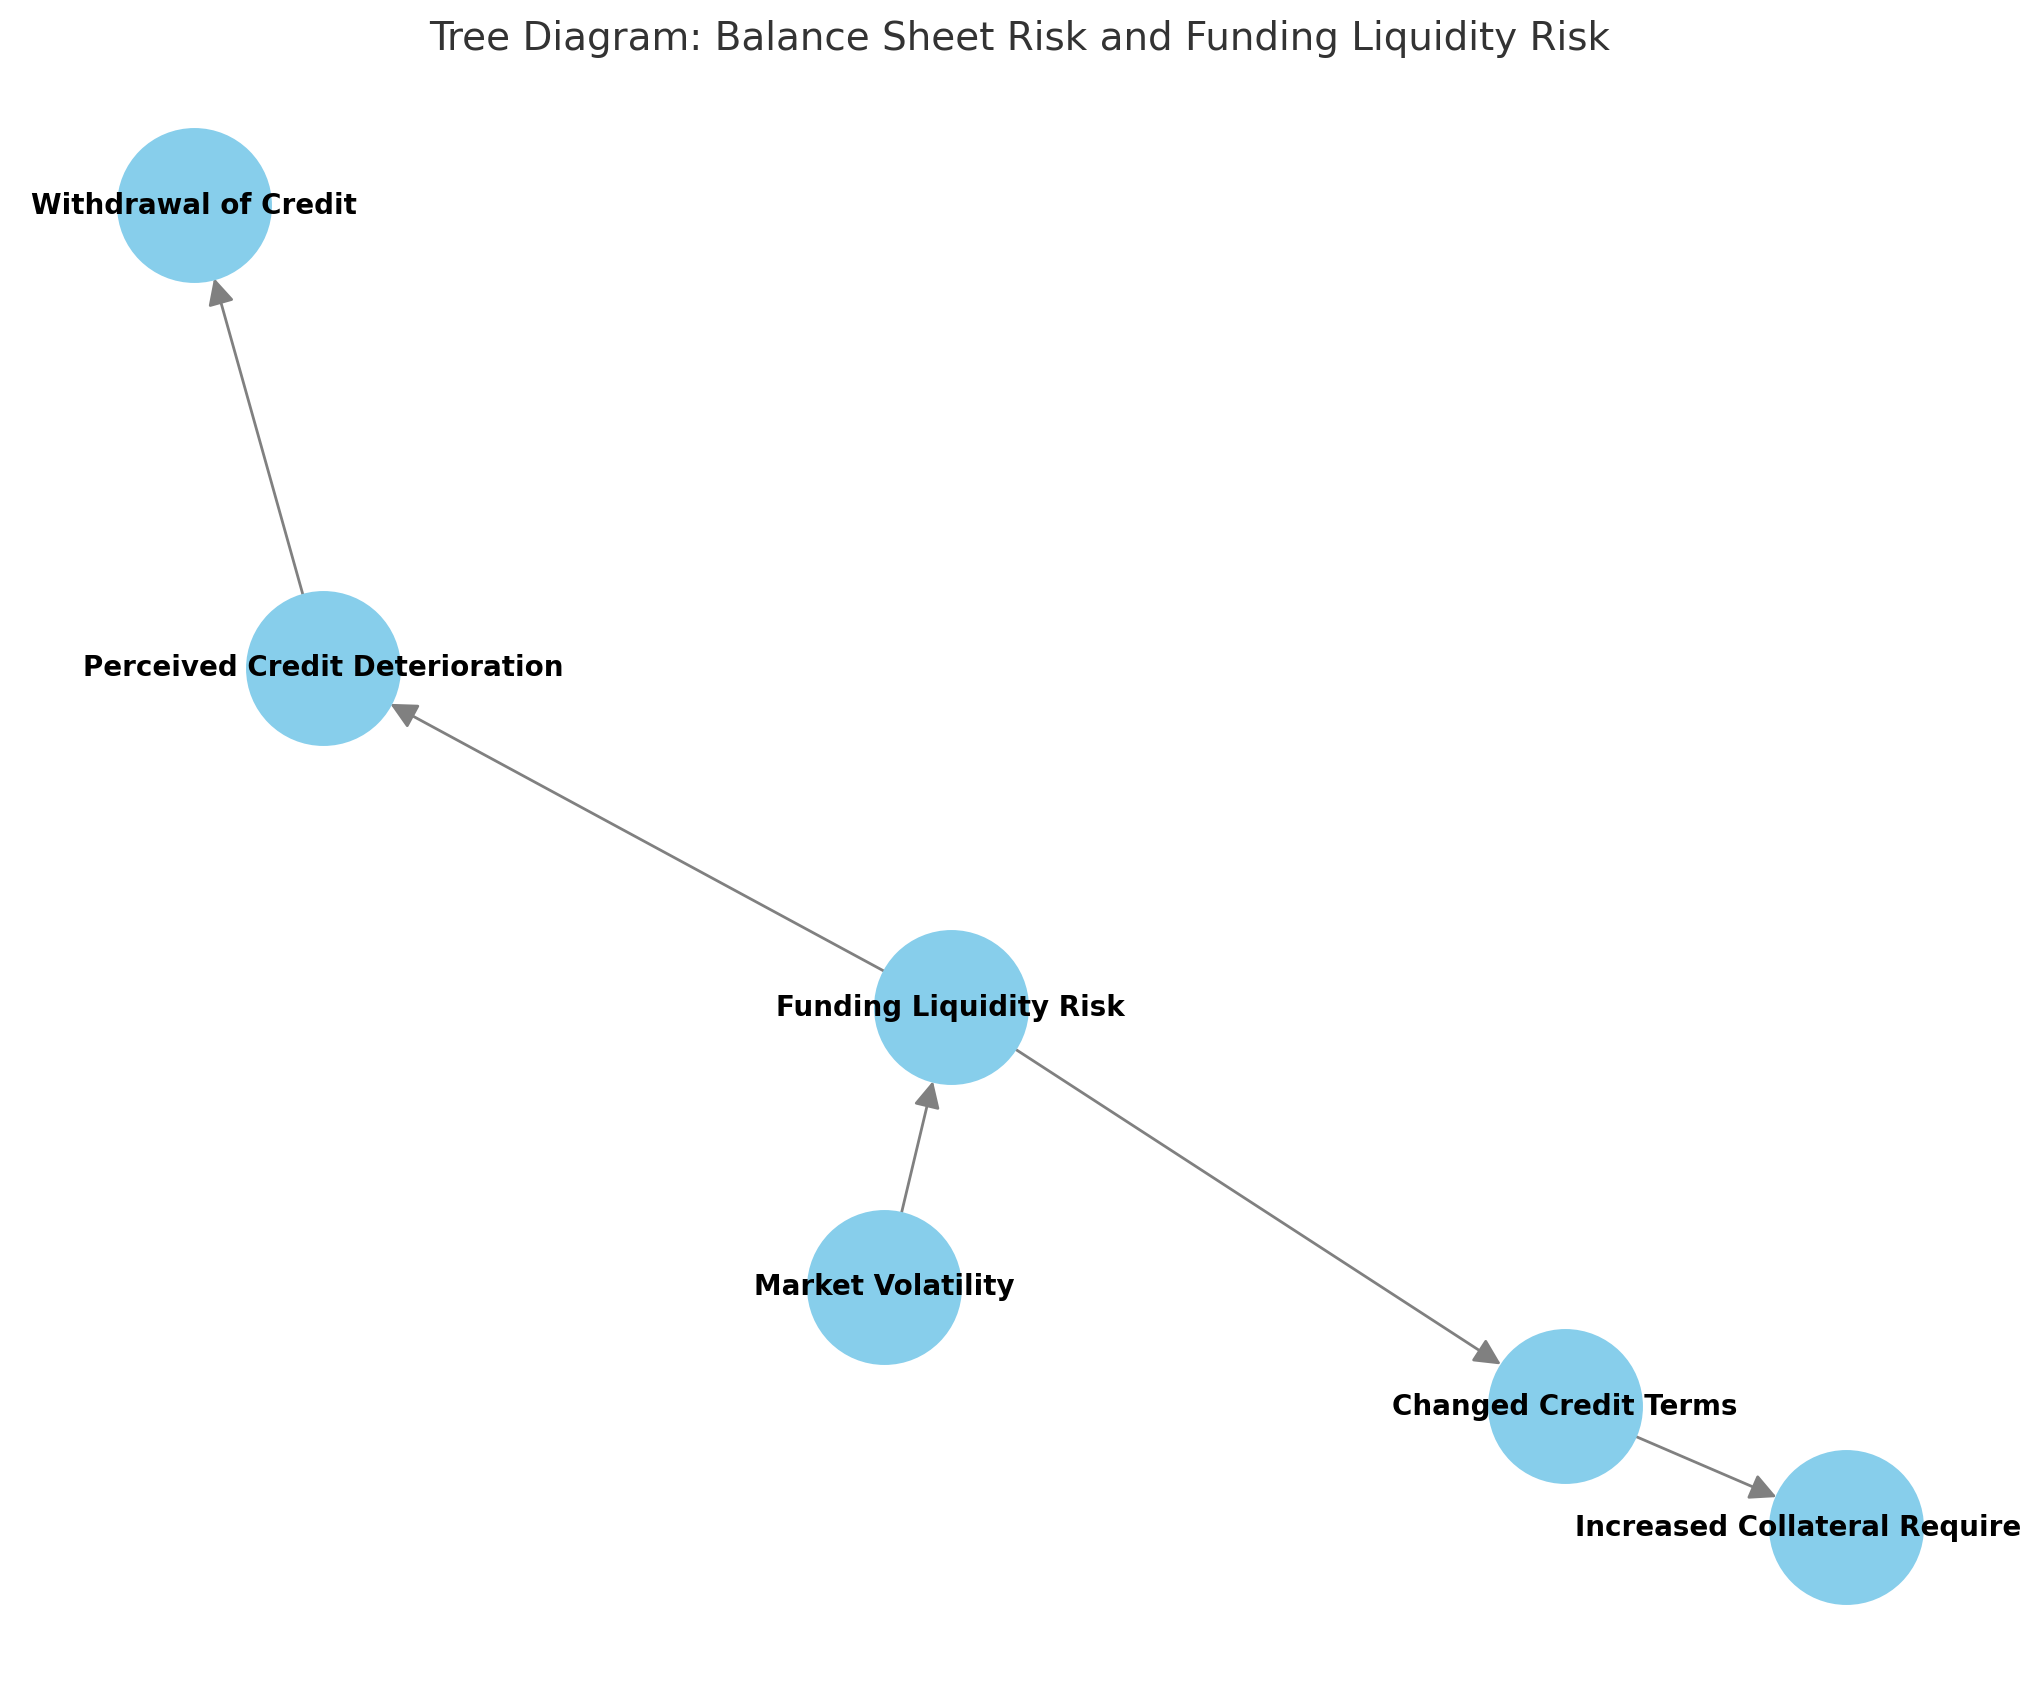 Tree Diagram: Balance Sheet Risk and Funding Liquidity Risk
Withdrawal of Credit
Perceived Credit Deterioration
Funding Liquidity Risk
Market Volatility
Changed Credit Terms
Increased Collateral Require